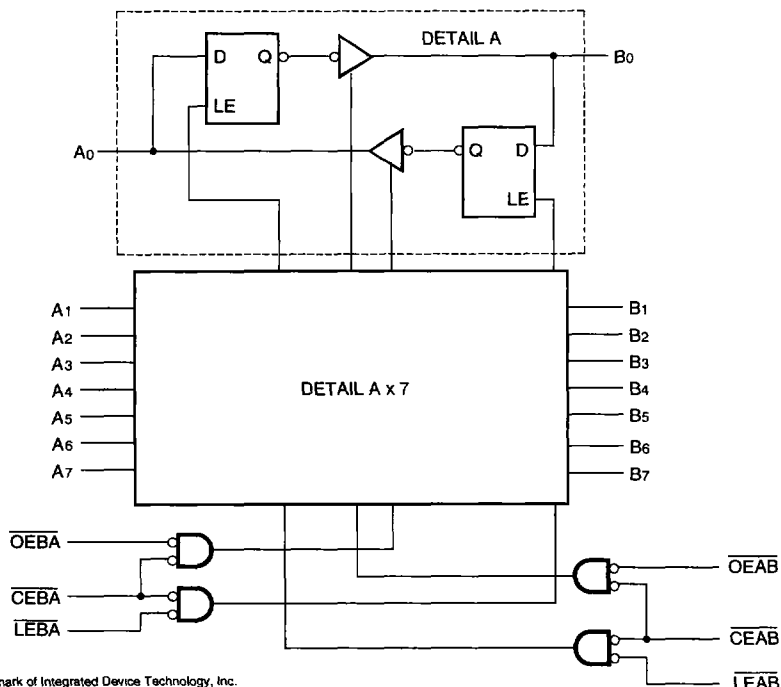 DETAIL A
D Q
LE
B0
A0
Q D
LE
A1
A2
A3
A4
A5
A6
A7
DETAIL A x 7
B1
B2
B3
B4
B5
B6
B7
OEBA
CEBA
LEBA
OEAB
CEAB
LEAB
mark of Integrated Device Technology, Inc.